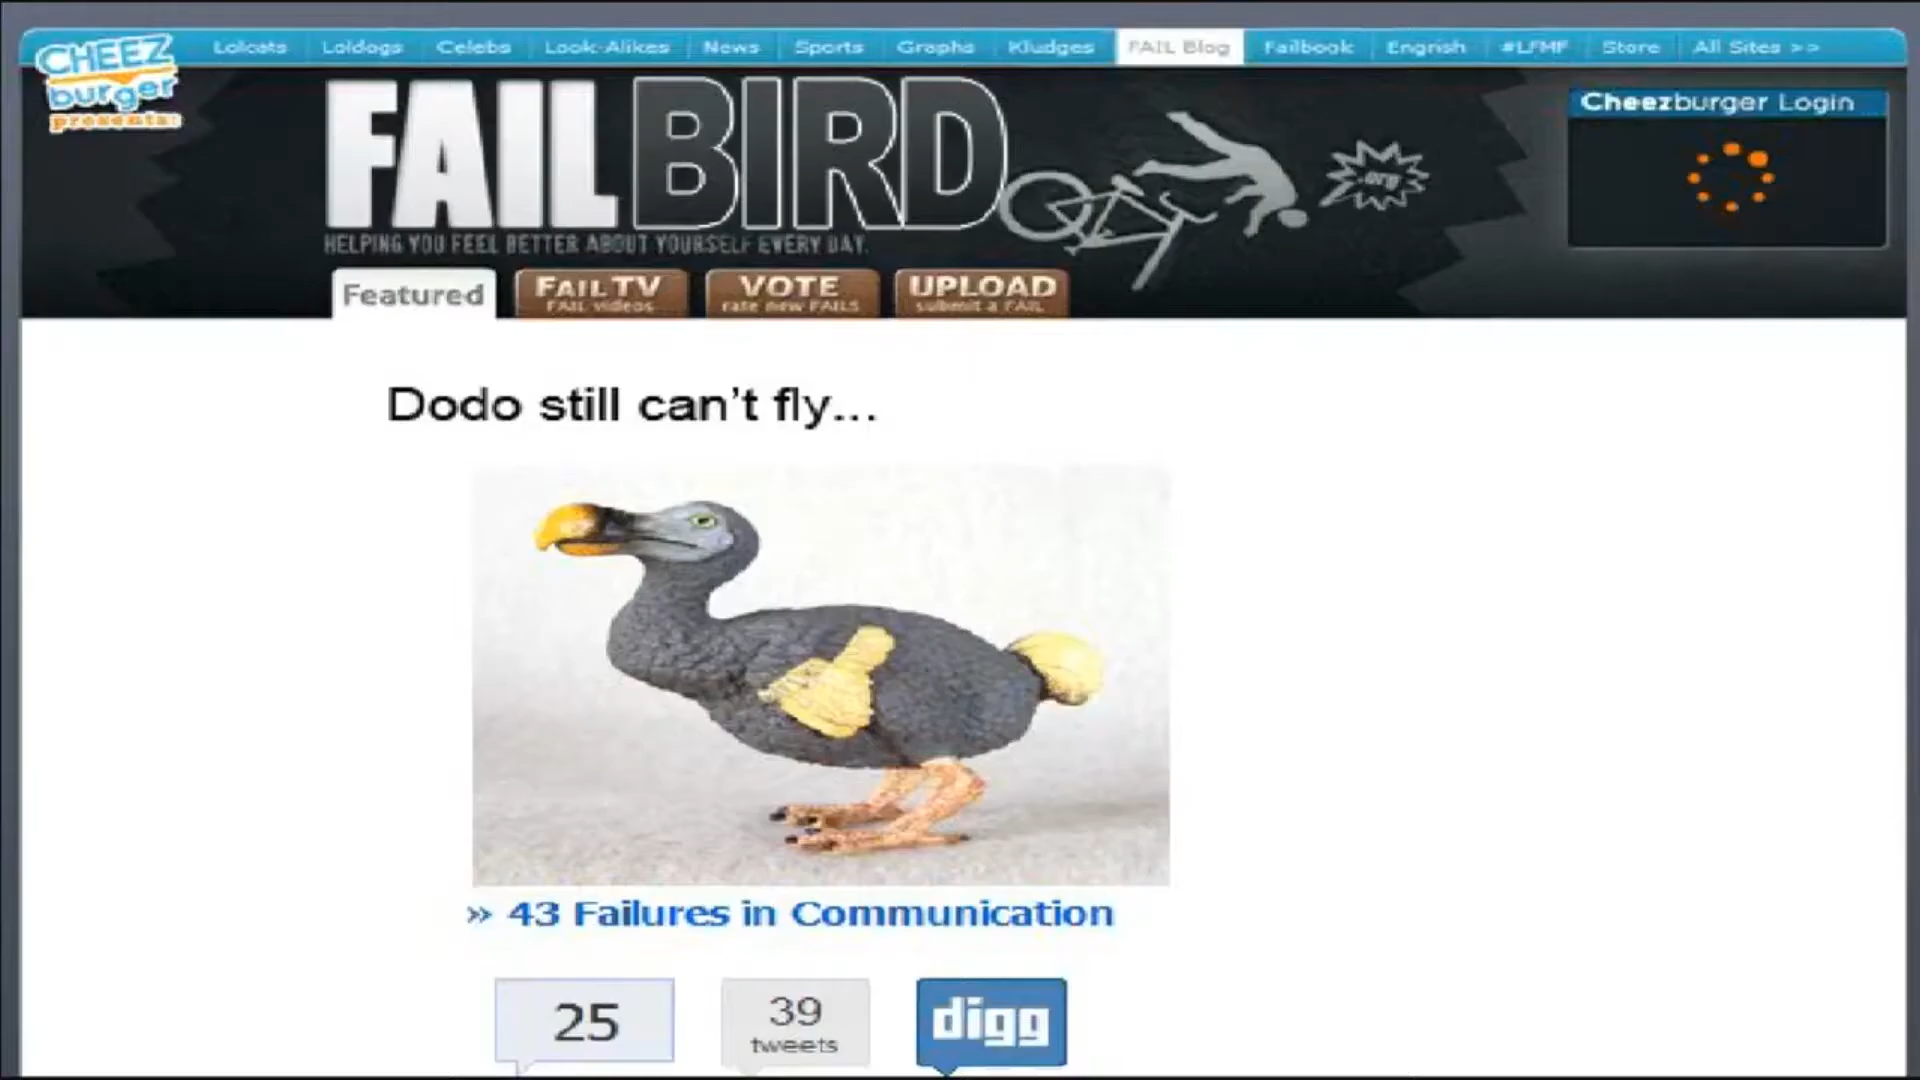 CHEEZ
burger
presents:
Lolcats Loldogs Celebs Look-Alikes News Sports Graphs Kludges FAIL Blog Failbook Engrish #LFMF Store All Sites >>
FAIL BIRD
.org
HELPING YOU FEEL BETTER ABOUT YOURSELF EVERY DAY.
Cheezburger Login
Featured
FAIL TV
FAIL videos
VOTE
rate new FAILS
UPLOAD
submit a FAIL
Dodo still can't fly...
» 43 Failures in Communication
25
39
tweets
digg